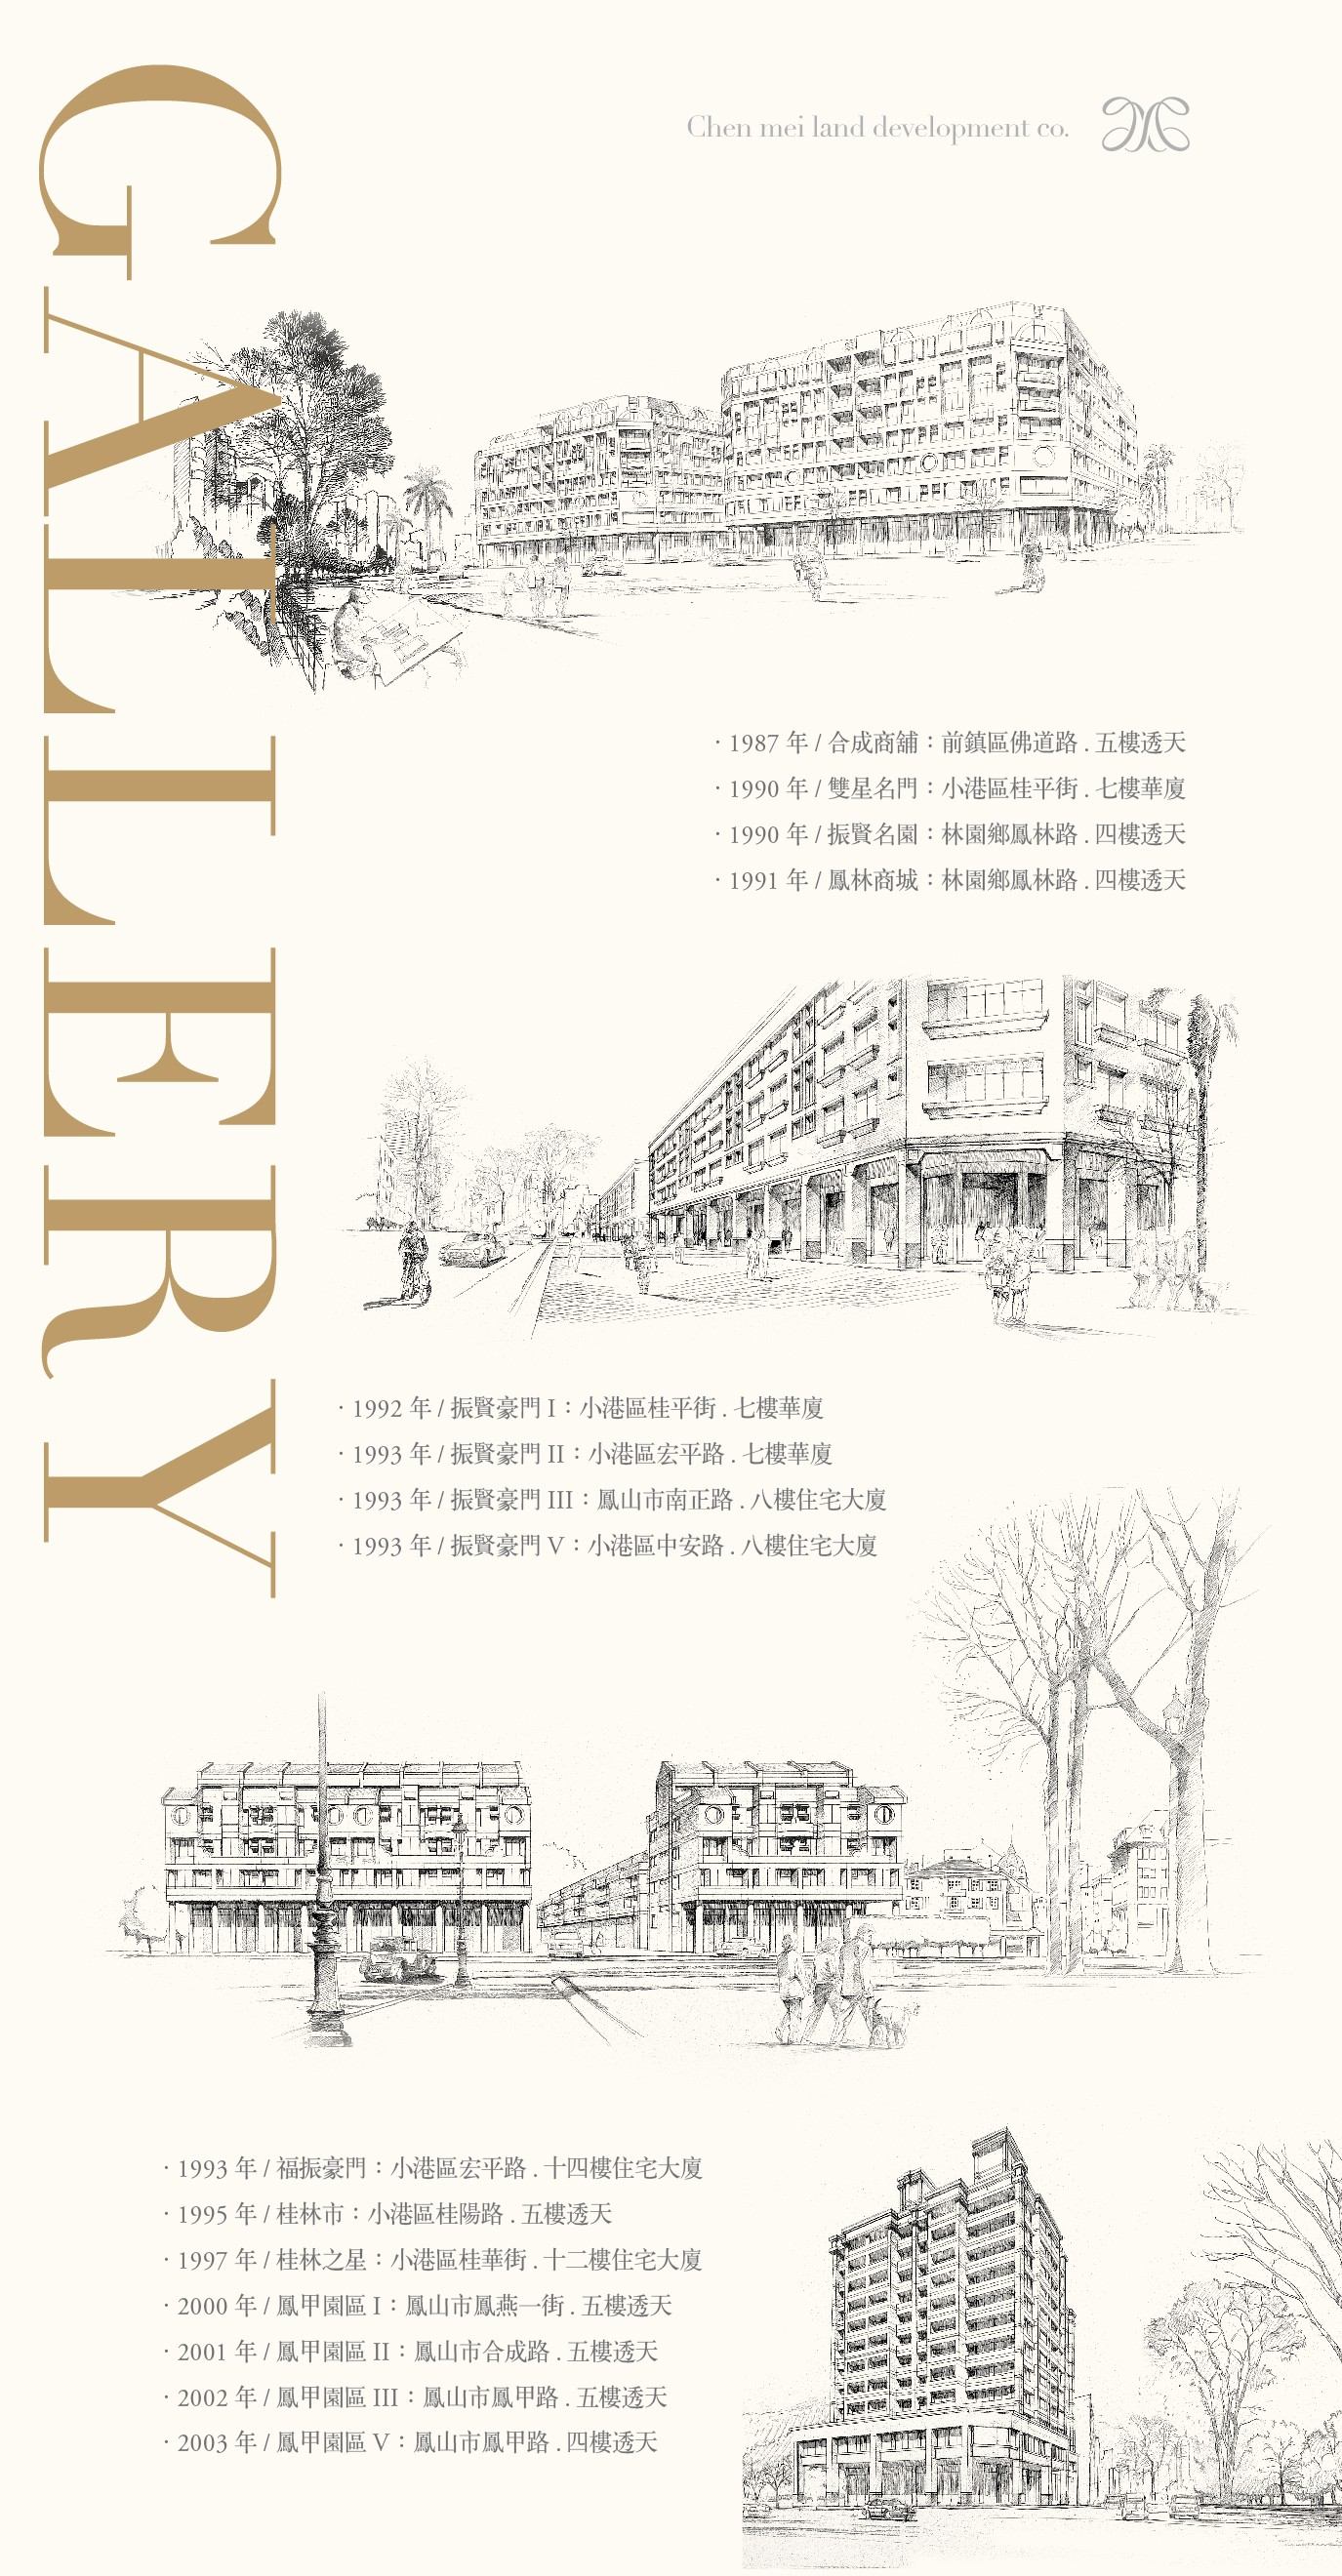 GALLERY
Chen mei land development co.
· 1987 年 / 合成商舖：前鎮區佛道路 . 五樓透天
· 1990 年 / 雙星名門：小港區桂平街 . 七樓華廈
· 1990 年 / 振賢名園：林園鄉鳳林路 . 四樓透天
· 1991 年 / 鳳林商城：林園鄉鳳林路 . 四樓透天
· 1992 年 / 振賢豪門 I：小港區桂平街 . 七樓華廈
· 1993 年 / 振賢豪門 II：小港區宏平路 . 七樓華廈
· 1993 年 / 振賢豪門 III：鳳山市南正路 . 八樓住宅大廈
· 1993 年 / 振賢豪門 V：小港區中安路 . 八樓住宅大廈
· 1993 年 / 福振豪門：小港區宏平路 . 十四樓住宅大廈
· 1995 年 / 桂林市：小港區桂陽路 . 五樓透天
· 1997 年 / 桂林之星：小港區桂華街 . 十二樓住宅大廈
· 2000 年 / 鳳甲園區 I：鳳山市鳳燕一街 . 五樓透天
· 2001 年 / 鳳甲園區 II：鳳山市合成路 . 五樓透天
· 2002 年 / 鳳甲園區 III：鳳山市鳳甲路 . 五樓透天
· 2003 年 / 鳳甲園區 V：鳳山市鳳甲路 . 四樓透天